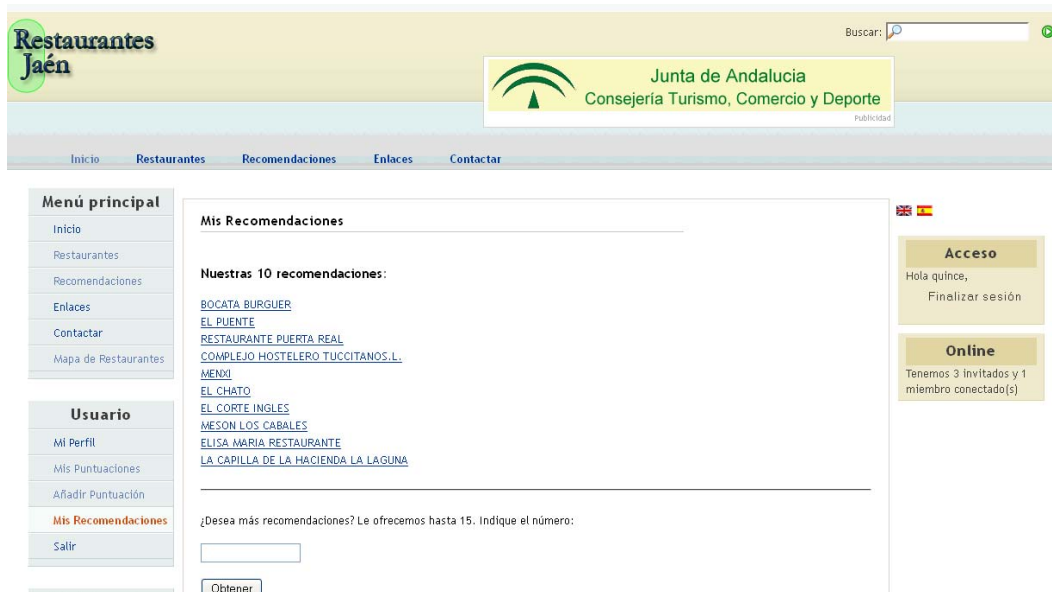 Restaurantes
Jaén
Buscar:
Junta de Andalucia
Consejería Turismo, Comercio y Deporte
Publicidad
Inicio Restaurantes Recomendaciones Enlaces Contactar
Menú principal
Inicio
Restaurantes
Recomendaciones
Enlaces
Contactar
Mapa de Restaurantes
Usuario
Mi Perfil
Mis Puntuaciones
Añadir Puntuación
Mis Recomendaciones
Salir
Mis Recomendaciones
Nuestras 10 recomendaciones:
BOCATA BURGUER
EL PUENTE
RESTAURANTE PUERTA REAL
COMPLEJO HOSTELERO TUCCITANOS.L.
MENXI
EL CHATO
EL CORTE INGLES
MESON LOS CABALES
ELISA MARIA RESTAURANTE
LA CAPILLA DE LA HACIENDA LA LAGUNA
¿Desea más recomendaciones? Le ofrecemos hasta 15. Indique el número:
Obtener
Acceso
Hola quince,
Finalizar sesión
Online
Tenemos 3 invitados y 1
miembro conectado(s)